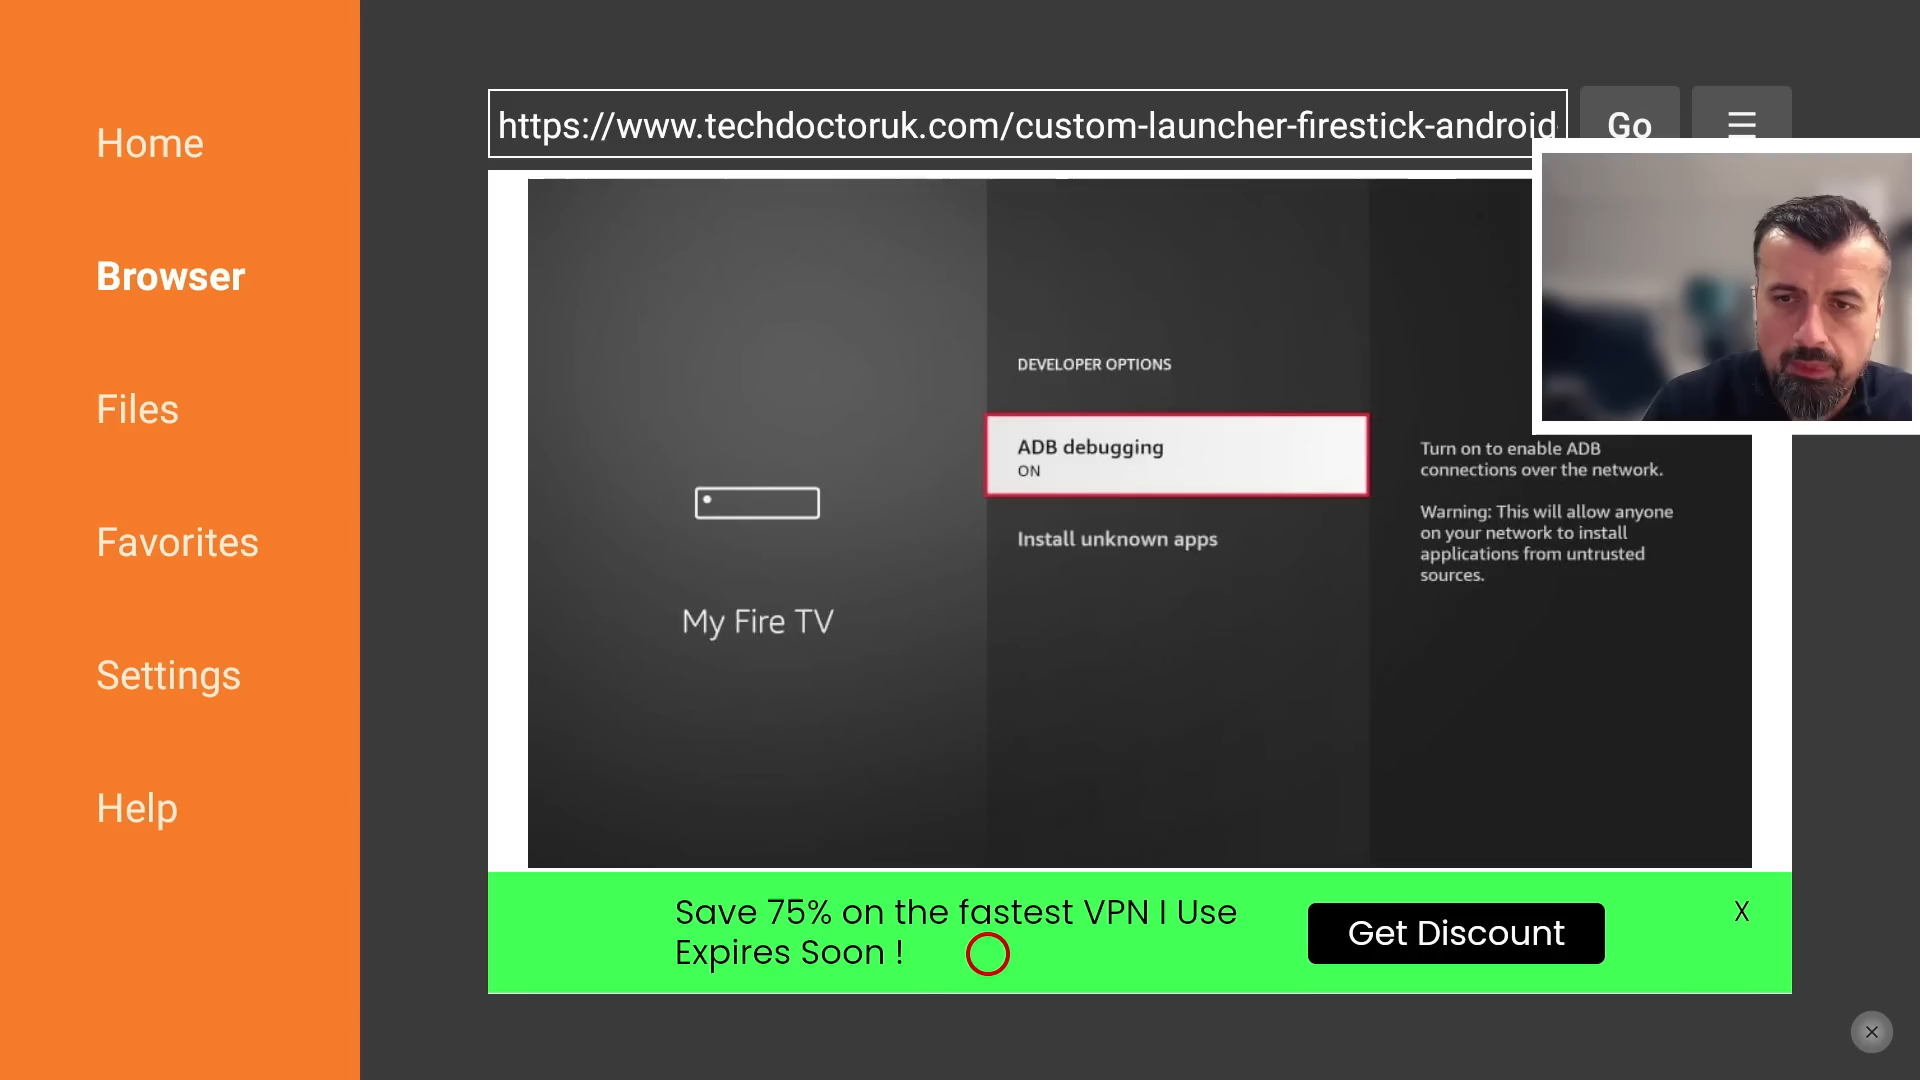 Home
Browser
Files
Favorites
Settings
Help
https://www.techdoctoruk.com/custom-launcher-firestick-android
Go
DEVELOPER OPTIONS
ADB debugging
ON
Install unknown apps
My Fire TV
Turn on to enable ADB
connections over the network.
Warning: This will allow anyone
on your network to install
applications from untrusted
sources.
Save 75% on the fastest VPN I Use
Expires Soon !
Get Discount
X